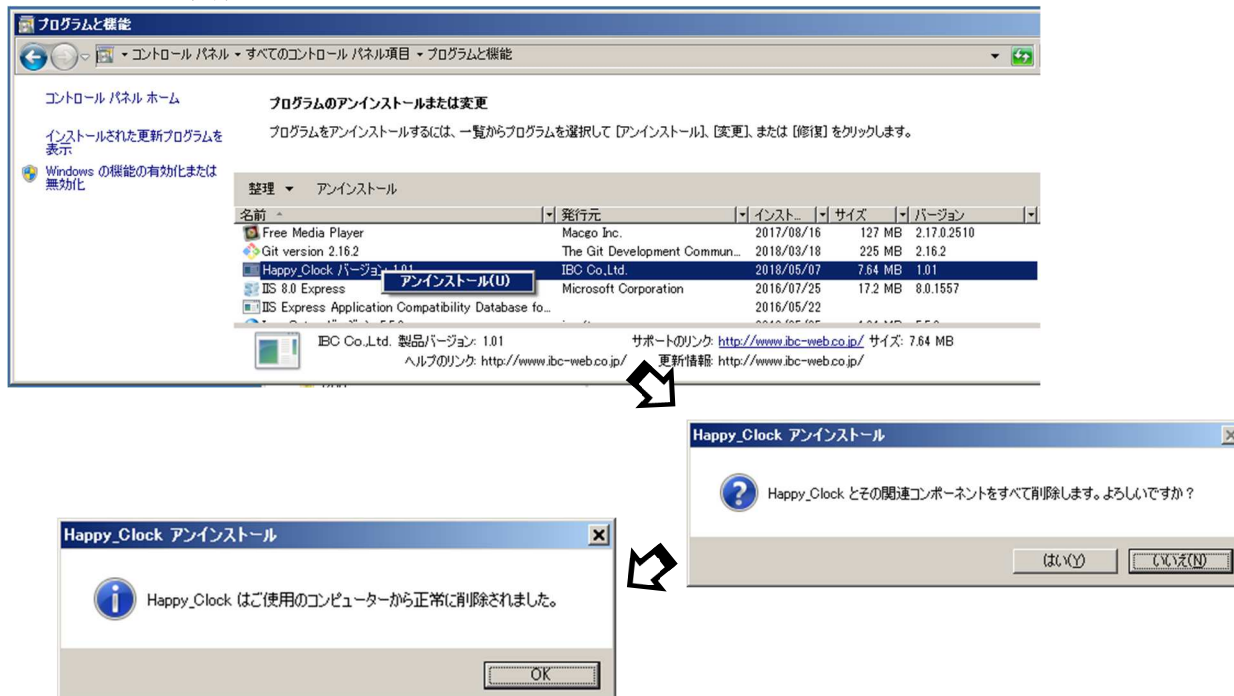 プログラムと機能
コントロール パネル ▾ すべてのコントロール パネル項目 ▾ プログラムと機能
コントロール パネル ホーム
インストールされた更新プログラムを
表示
Windows の機能の有効化または
無効化
プログラムのアンインストールまたは変更
プログラムをアンインストールするには、一覧からプログラムを選択して [アンインストール]、[変更]、または [修復] をクリックします。
整理 ▾ アンインストール
名前 発行元 インスト... サイズ バージョン
Free Media Player Macgo Inc. 2017/08/16 127 MB 2.17.0.2510
Git version 2.16.2 The Git Development Commun... 2018/03/18 225 MB 2.16.2
Happy_Clock バージョン 1.01 IBC Co.,Ltd. 2018/05/07 7.64 MB 1.01
アンインストール(U)
IIS 8.0 Express Microsoft Corporation 2016/07/25 17.2 MB 8.0.1557
IIS Express Application Compatibility Database fo... 2016/05/22
IBC Co.,Ltd. 製品バージョン: 1.01 サポートのリンク: http://www.ibc-web.co.jp/ サイズ: 7.64 MB
ヘルプのリンク: http://www.ibc-web.co.jp/ 更新情報: http://www.ibc-web.co.jp/
Happy_Clock アンインストール
Happy_Clock とその関連コンポーネントをすべて削除します。よろしいですか？
はい(Y) いいえ(N)
Happy_Clock アンインストール
Happy_Clock はご使用のコンピューターから正常に削除されました。
OK